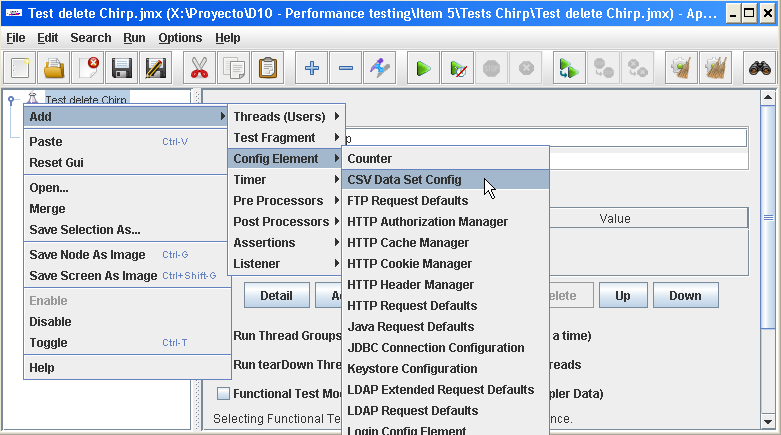 Test delete Chirp.jmx (X:\Proyecto\D10 - Performance testing\Item 5\Tests Chirp\Test delete Chirp.jmx) - Ap...
File Edit Search Run Options Help
Test delete Chirp
Add
Paste Ctrl-V
Reset Gui
Open...
Merge
Save Selection As...
Save Node As Image Ctrl-G
Save Screen As Image Ctrl+Shift-G
Enable
Disable
Toggle Ctrl-T
Help
Threads (Users)
Test Fragment
Config Element
Timer
Pre Processors
Post Processors
Assertions
Listener
Counter
CSV Data Set Config
FTP Request Defaults
HTTP Authorization Manager
HTTP Cache Manager
HTTP Cookie Manager
HTTP Header Manager
HTTP Request Defaults
Java Request Defaults
JDBC Connection Configuration
Keystore Configuration
LDAP Extended Request Defaults
LDAP Request Defaults
Login Config Element
p
Value
Detail A elete Up Down
Run Thread Groups a time)
Run tearDown Thre reads
Functional Test Mod pler Data)
Selecting Functional Tes nce.